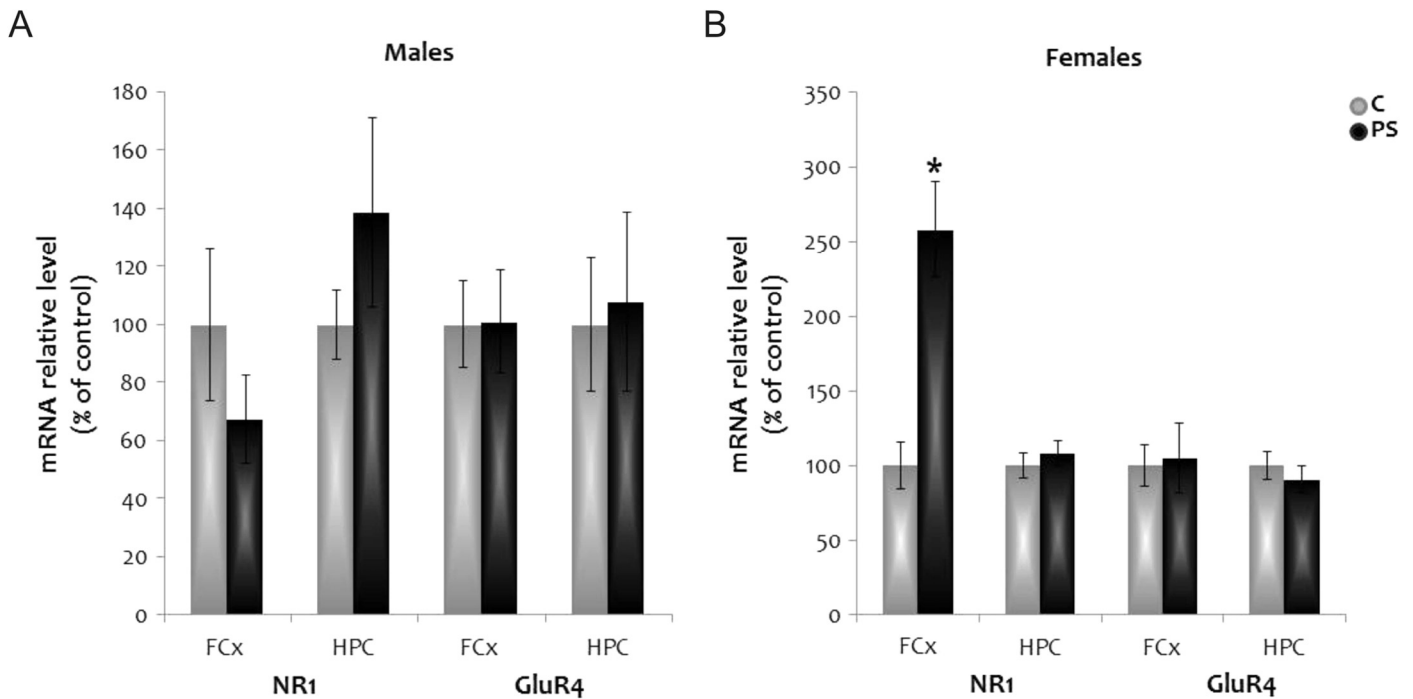 A
Males
mRNA relative level
(% of control)
180
160
140
120
100
80
60
40
20
0
FCx HPC FCx HPC
NR1 GluR4
B
Females
C
PS
mRNA relative level
(% of control)
350
300
250
200
150
100
50
0
*
FCx HPC FCx HPC
NR1 GluR4